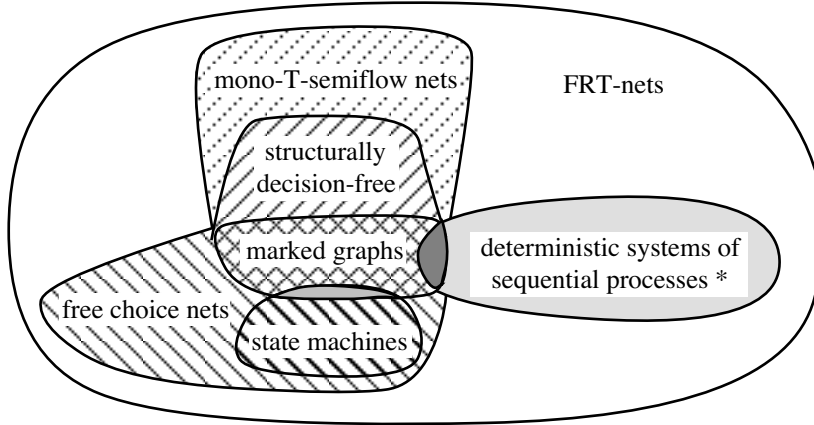 mono-T-semiflow nets
FRT-nets
structurally
decision-free
marked graphs
deterministic systems of
sequential processes *
free choice nets
state machines